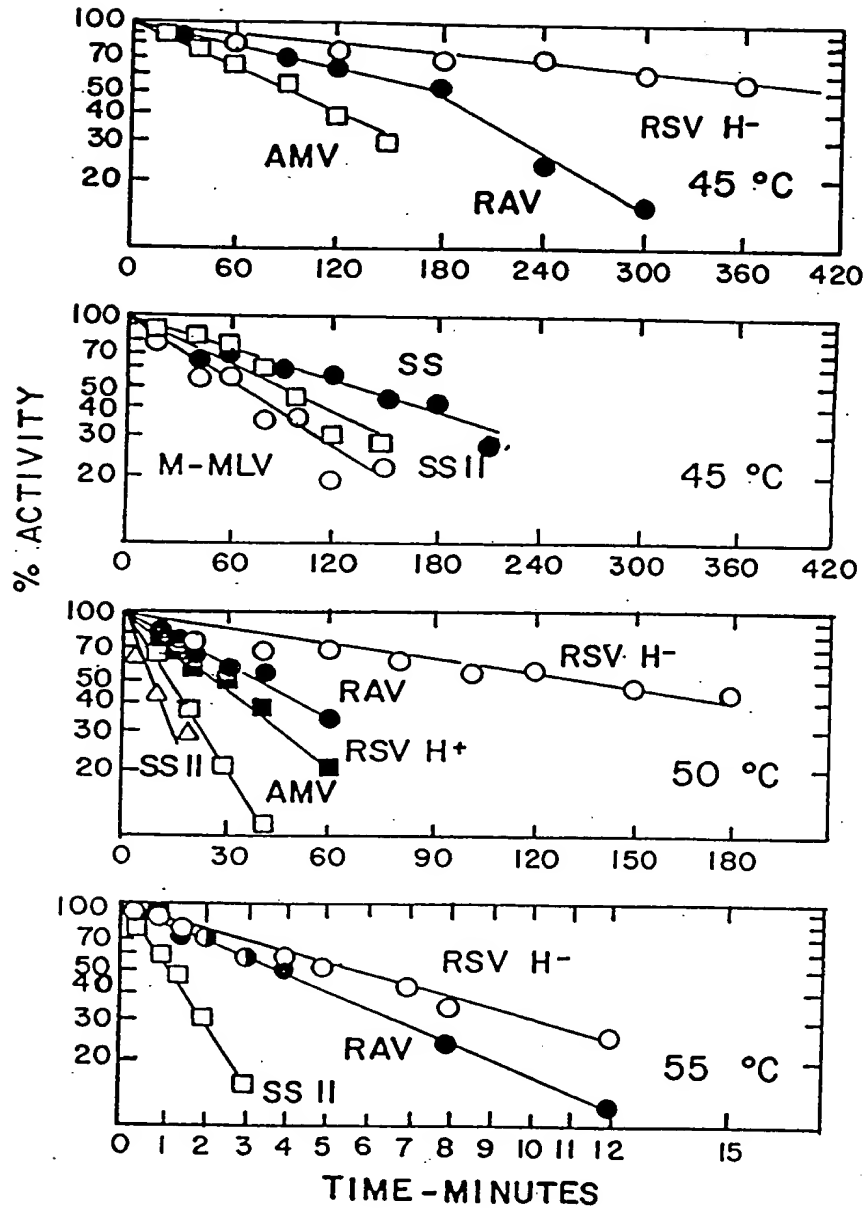 100
70
50
40
30
20
AMV
RAV
RSV H-
45 °C
0 60 120 180 240 300 360 420
100
70
50
40
30
20
SS
M-MLV
SS II
45 °C
0 60 120 180 240 300 360 420
% ACTIVITY
100
70
50
40
30
20
RSV H-
RAV
RSV H+
SS II
AMV
50 °C
0 30 60 90 120 150 180
100
70
50
40
30
20
RSV H-
RAV
SS II
55 °C
0 1 2 3 4 5 6 7 8 9 10 11 12 15
TIME-MINUTES